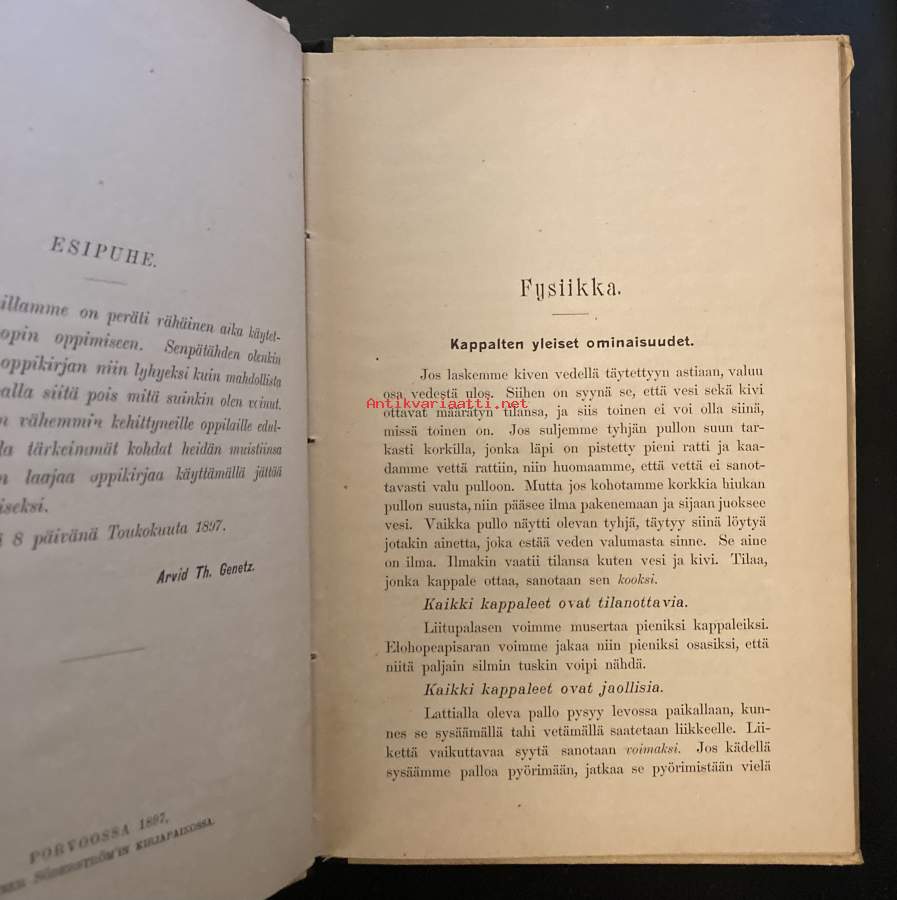 ESIPUHE.
illamme on peräti rähäinen aika käytet-
opin oppimiseen. Senpätähden olenkin
oppikirjan niin lyhyeksi kuin mahdollista
alla siitä pois mitä suinkin olen voinut.
n vähemmin kehittyneille oppilaille edul-
la tärkeimmät kohdat heidän muistiinsa
n laajaa oppikirjaa käyttämällä jättää
iseksi.
8 päivänä Toukokuuta 1897.
Arvid Th. Genetz.
PORVOOSSA 1897,
SÖDERSTRÖM'IN KIRJAPAINOSSA.
Fysiikka.
Kappalten yleiset ominaisuudet.
Jos laskemme kiven vedellä täytettyyn astiaan, valuu
osa vedestä ulos. Siihen on syynä se, että vesi sekä kivi
Antikvariaatti.net
ottavat määrätyn tilansa, ja siis toinen ei voi olla siinä,
missä toinen on. Jos suljemme tyhjän pullon suun tar-
kasti korkilla, jonka läpi on pistetty pieni ratti ja kaa-
damme vettä rattiin, niin huomaamme, että vettä ei sanot-
tavasti valu pulloon. Mutta jos kohotamme korkkia hiukan
pullon suusta, niin pääsee ilma pakenemaan ja sijaan juoksee
vesi. Vaikka pullo näytti olevan tyhjä, täytyy siinä löytyä
jotakin ainetta, joka estää veden valumasta sinne. Se aine
on ilma. Ilmakin vaatii tilansa kuten vesi ja kivi. Tilaa,
jonka kappale ottaa, sanotaan sen kooksi.
Kaikki kappaleet ovat tilanottavia.
Liitupalasen voimme musertaa pieniksi kappaleiksi.
Elohopeapisaran voimme jakaa niin pieniksi osasiksi, että
niitä paljain silmin tuskin voipi nähdä.
Kaikki kappaleet ovat jaollisia.
Lattialla oleva pallo pysyy levossa paikallaan, kun-
nes se sysäämällä tahi vetämällä saatetaan liikkeelle. Lii-
kettä vaikuttavaa syytä sanotaan voimaksi. Jos kädellä
sysäämme palloa pyörimään, jatkaa se pyörimistään vielä